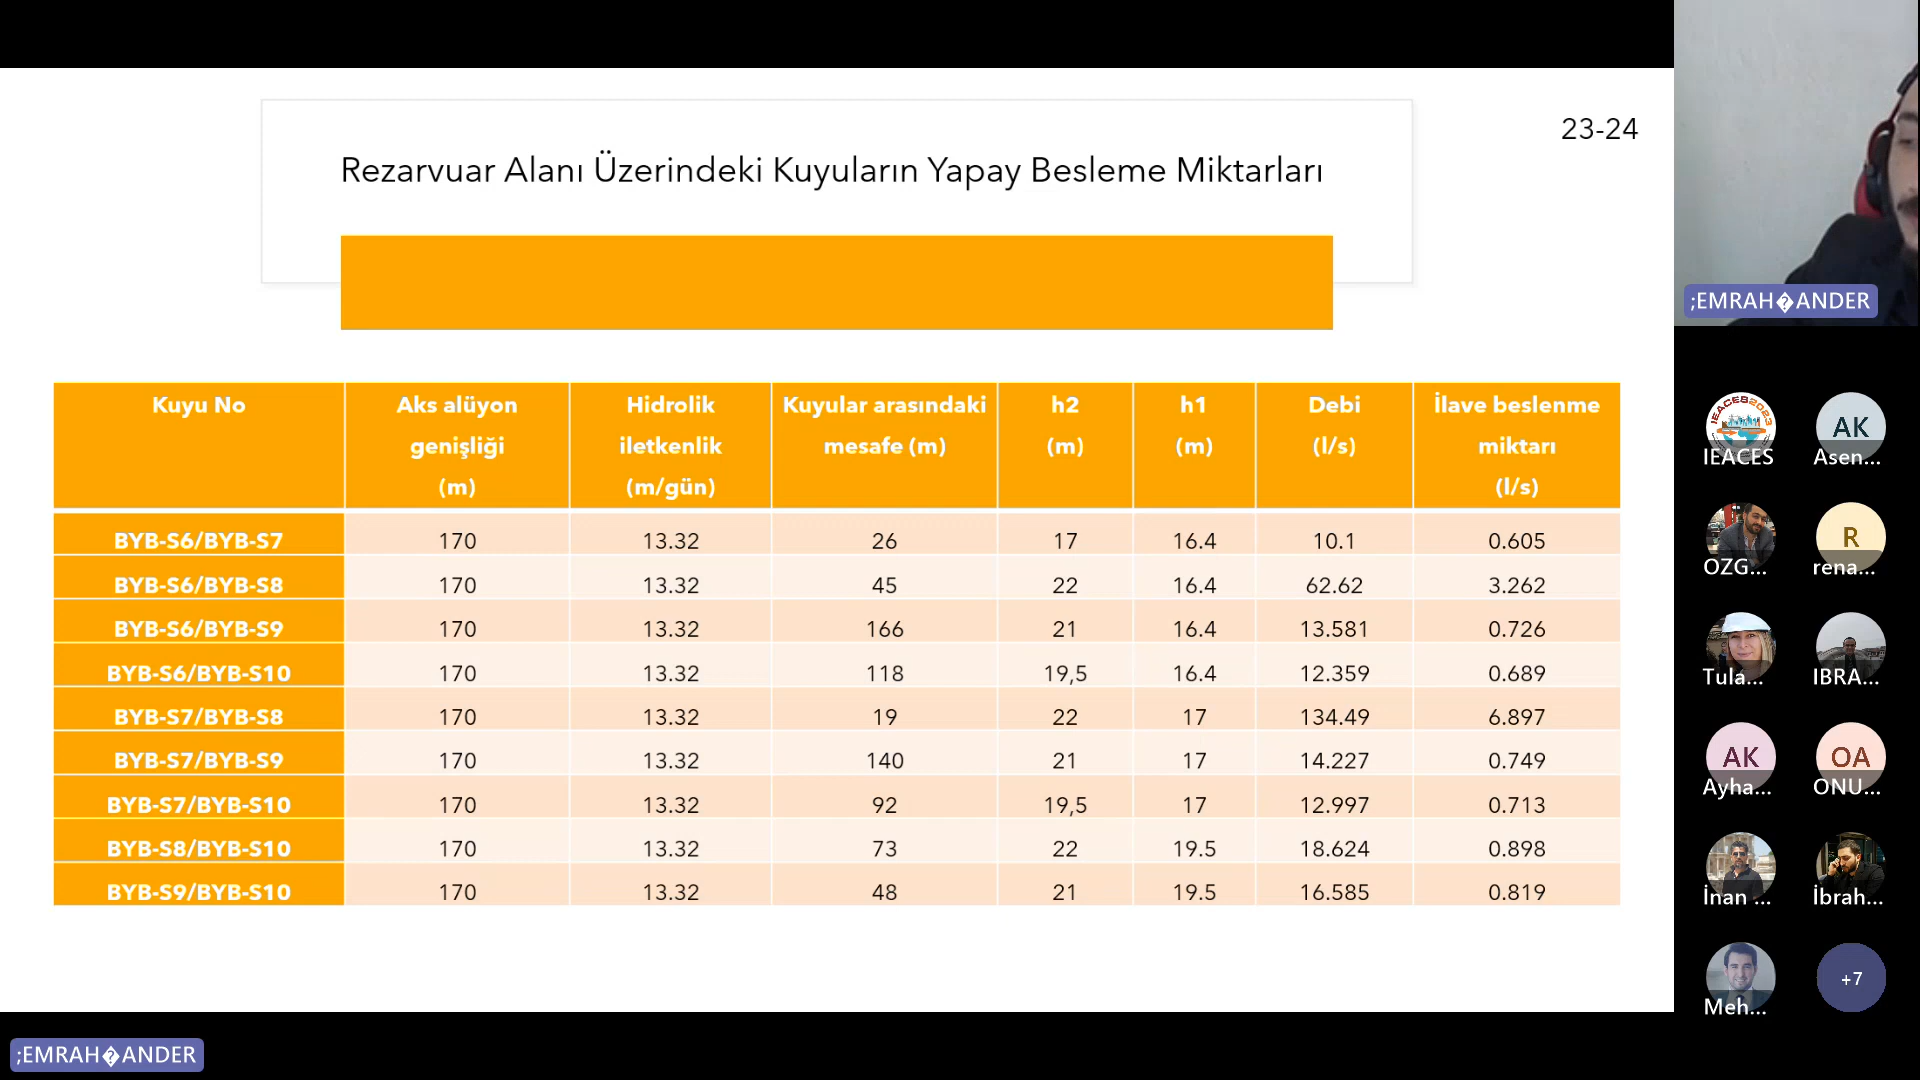 23-24
Rezarvuar Alanı Üzerindeki Kuyuların Yapay Besleme Miktarları
Kuyu No Aks alüyon genişliği (m) Hidrolik iletkenlik (m/gün) Kuyular arasındaki mesafe (m) h2 (m) h1 (m) Debi (l/s) İlave beslenme miktarı (l/s)
BYB-S6/BYB-S7 170 13.32 26 17 16.4 10.1 0.605
BYB-S6/BYB-S8 170 13.32 45 22 16.4 62.62 3.262
BYB-S6/BYB-S9 170 13.32 166 21 16.4 13.581 0.726
BYB-S6/BYB-S10 170 13.32 118 19,5 16.4 12.359 0.689
BYB-S7/BYB-S8 170 13.32 19 22 17 134.49 6.897
BYB-S7/BYB-S9 170 13.32 140 21 17 14.227 0.749
BYB-S7/BYB-S10 170 13.32 92 19,5 17 12.997 0.713
BYB-S8/BYB-S10 170 13.32 73 22 19.5 18.624 0.898
BYB-S9/BYB-S10 170 13.32 48 21 19.5 16.585 0.819
;EMRAH�ANDER
IEACES2023
AK
IEACES Asen...
R
OZG... rena...
Tula... IBRA...
AK OA
Ayha... ONU...
İnan ... İbrah...
+7
Meh...
;EMRAH�ANDER